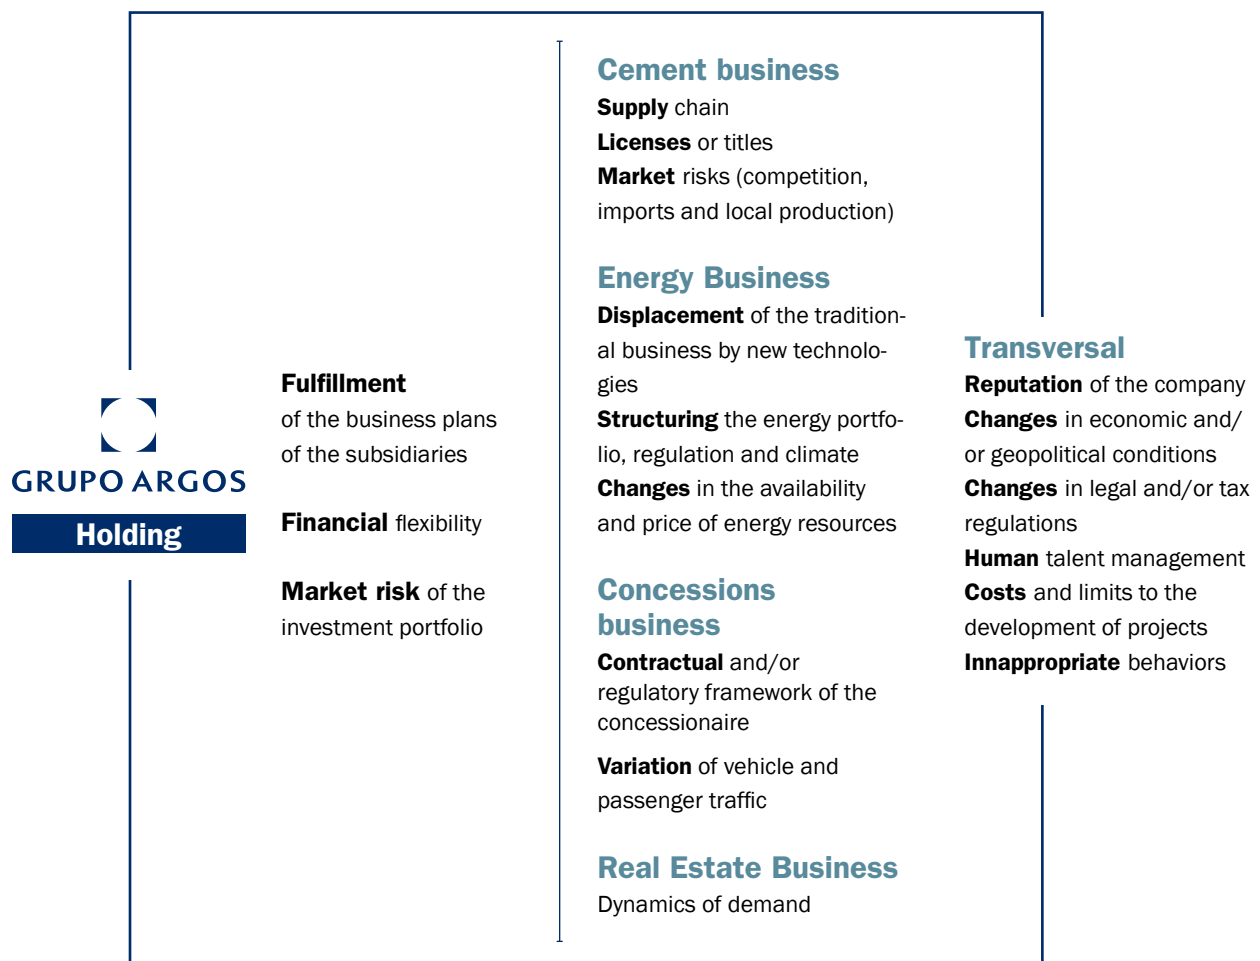 GRUPO ARGOS
Holding
Fulfillment
of the business plans
of the subsidiaries
Financial flexibility
Market risk of the
investment portfolio
Cement business
Supply chain
Licenses or titles
Market risks (competition,
imports and local production)
Energy Business
Displacement of the tradition-
al business by new technolo-
gies
Structuring the energy portfo-
lio, regulation and climate
Changes in the availability
and price of energy resources
Concessions
business
Contractual and/or
regulatory framework of the
concessionaire
Variation of vehicle and
passenger traffic
Real Estate Business
Dynamics of demand
Transversal
Reputation of the company
Changes in economic and/
or geopolitical conditions
Changes in legal and/or tax
regulations
Human talent management
Costs and limits to the
development of projects
Innappropriate behaviors